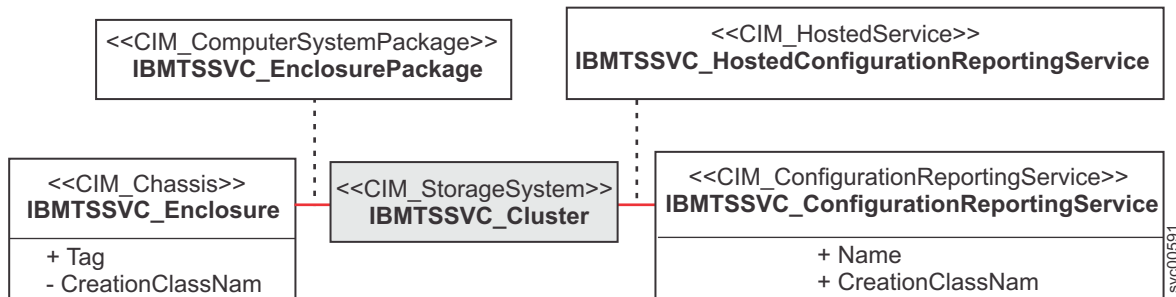 <<CIM_ComputerSystemPackage>>
IBMTSSVC_EnclosurePackage
<<CIM_HostedService>>
IBMTSSVC_HostedConfigurationReportingService
<<CIM_Chassis>>
IBMTSSVC_Enclosure
+ Tag
- CreationClassNam
<<CIM_StorageSystem>>
IBMTSSVC_Cluster
<<CIM_ConfigurationReportingService>>
IBMTSSVC_ConfigurationReportingService
+ Name
+ CreationClassNam
svc00591